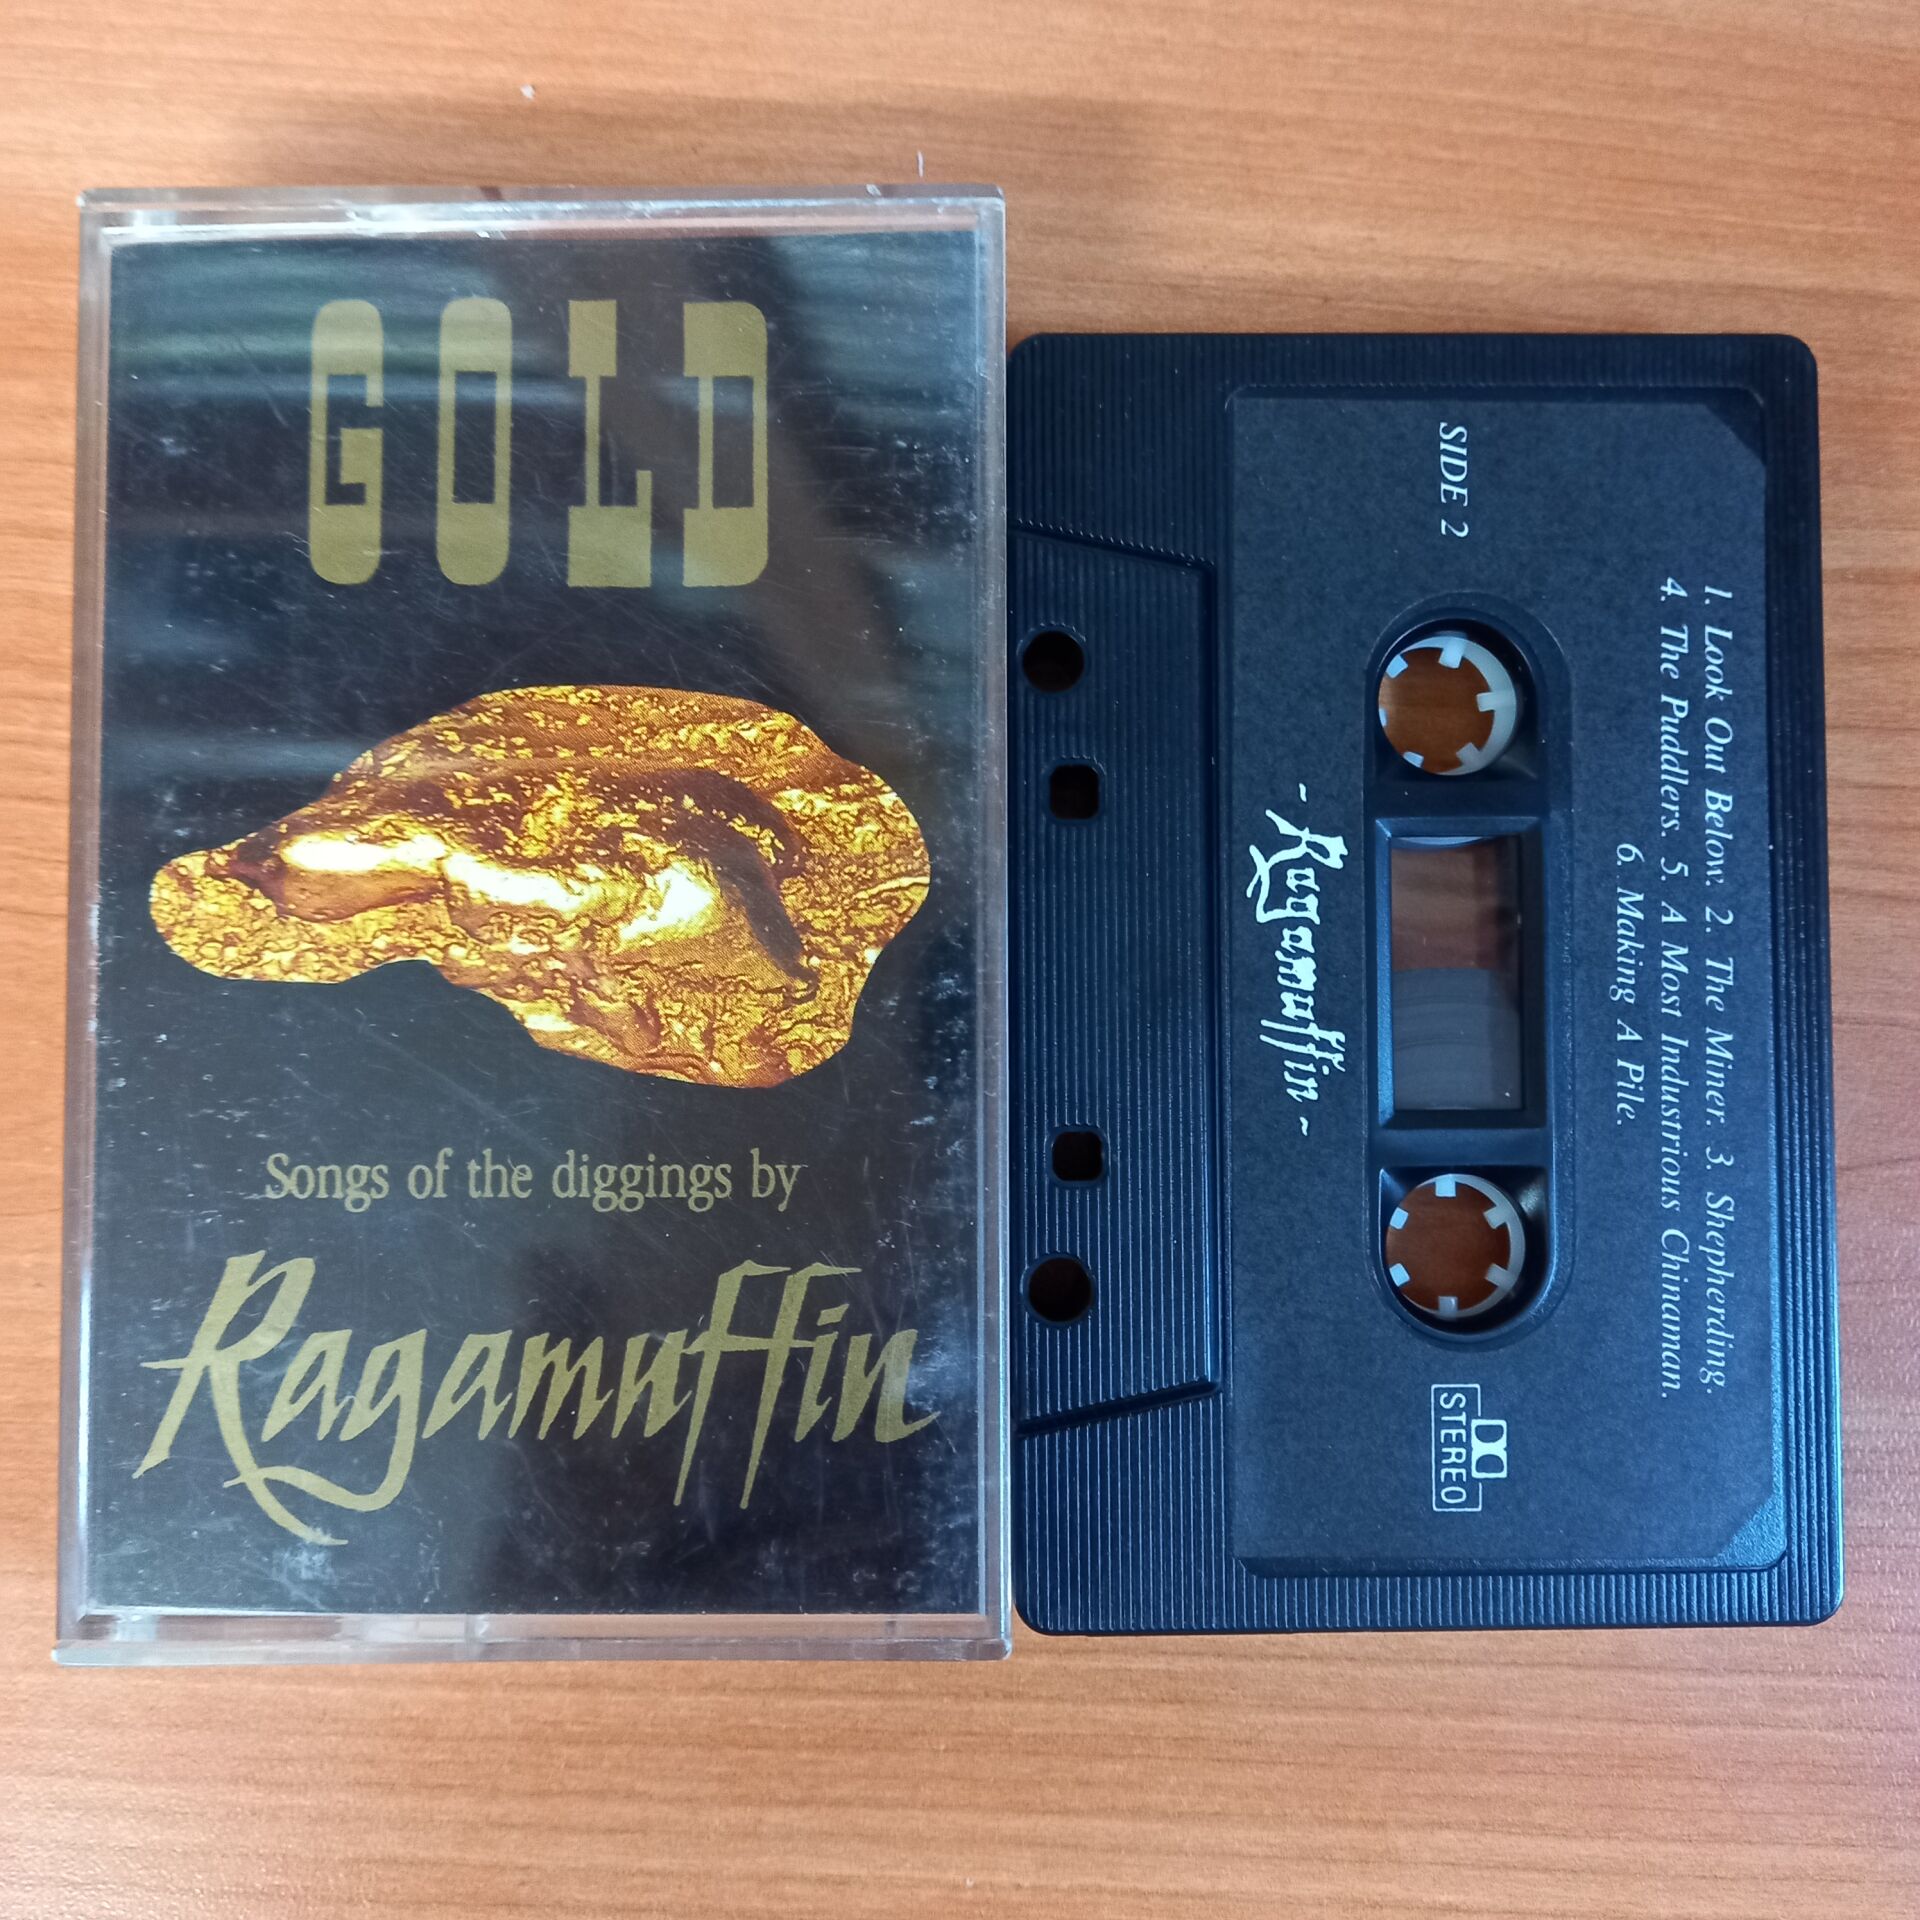 GOLD
Songs of the diggings by
Ragamuffin
SIDE 2
1. Look Out Below. 2. The Miner. 3. Shepherding.
4. The Puddlers. 5. A Most Industrious Chinaman.
6. Making A Pile.
- Ragamuffin -
STEREO